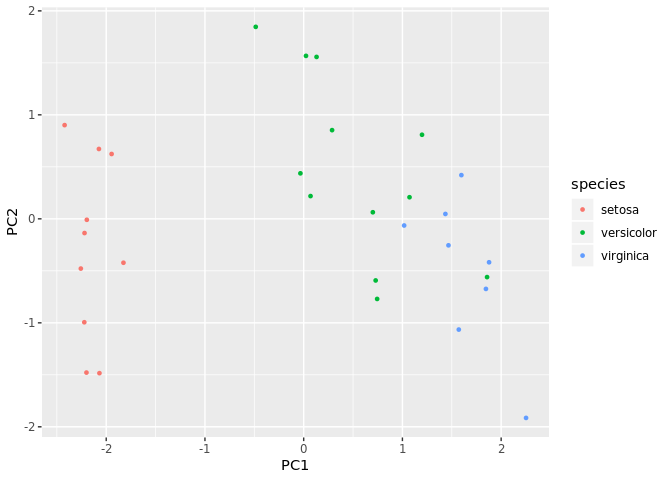 2
1
0
-1
-2
PC2
-2 -1 0 1 2
PC1
species
setosa
versicolor
virginica